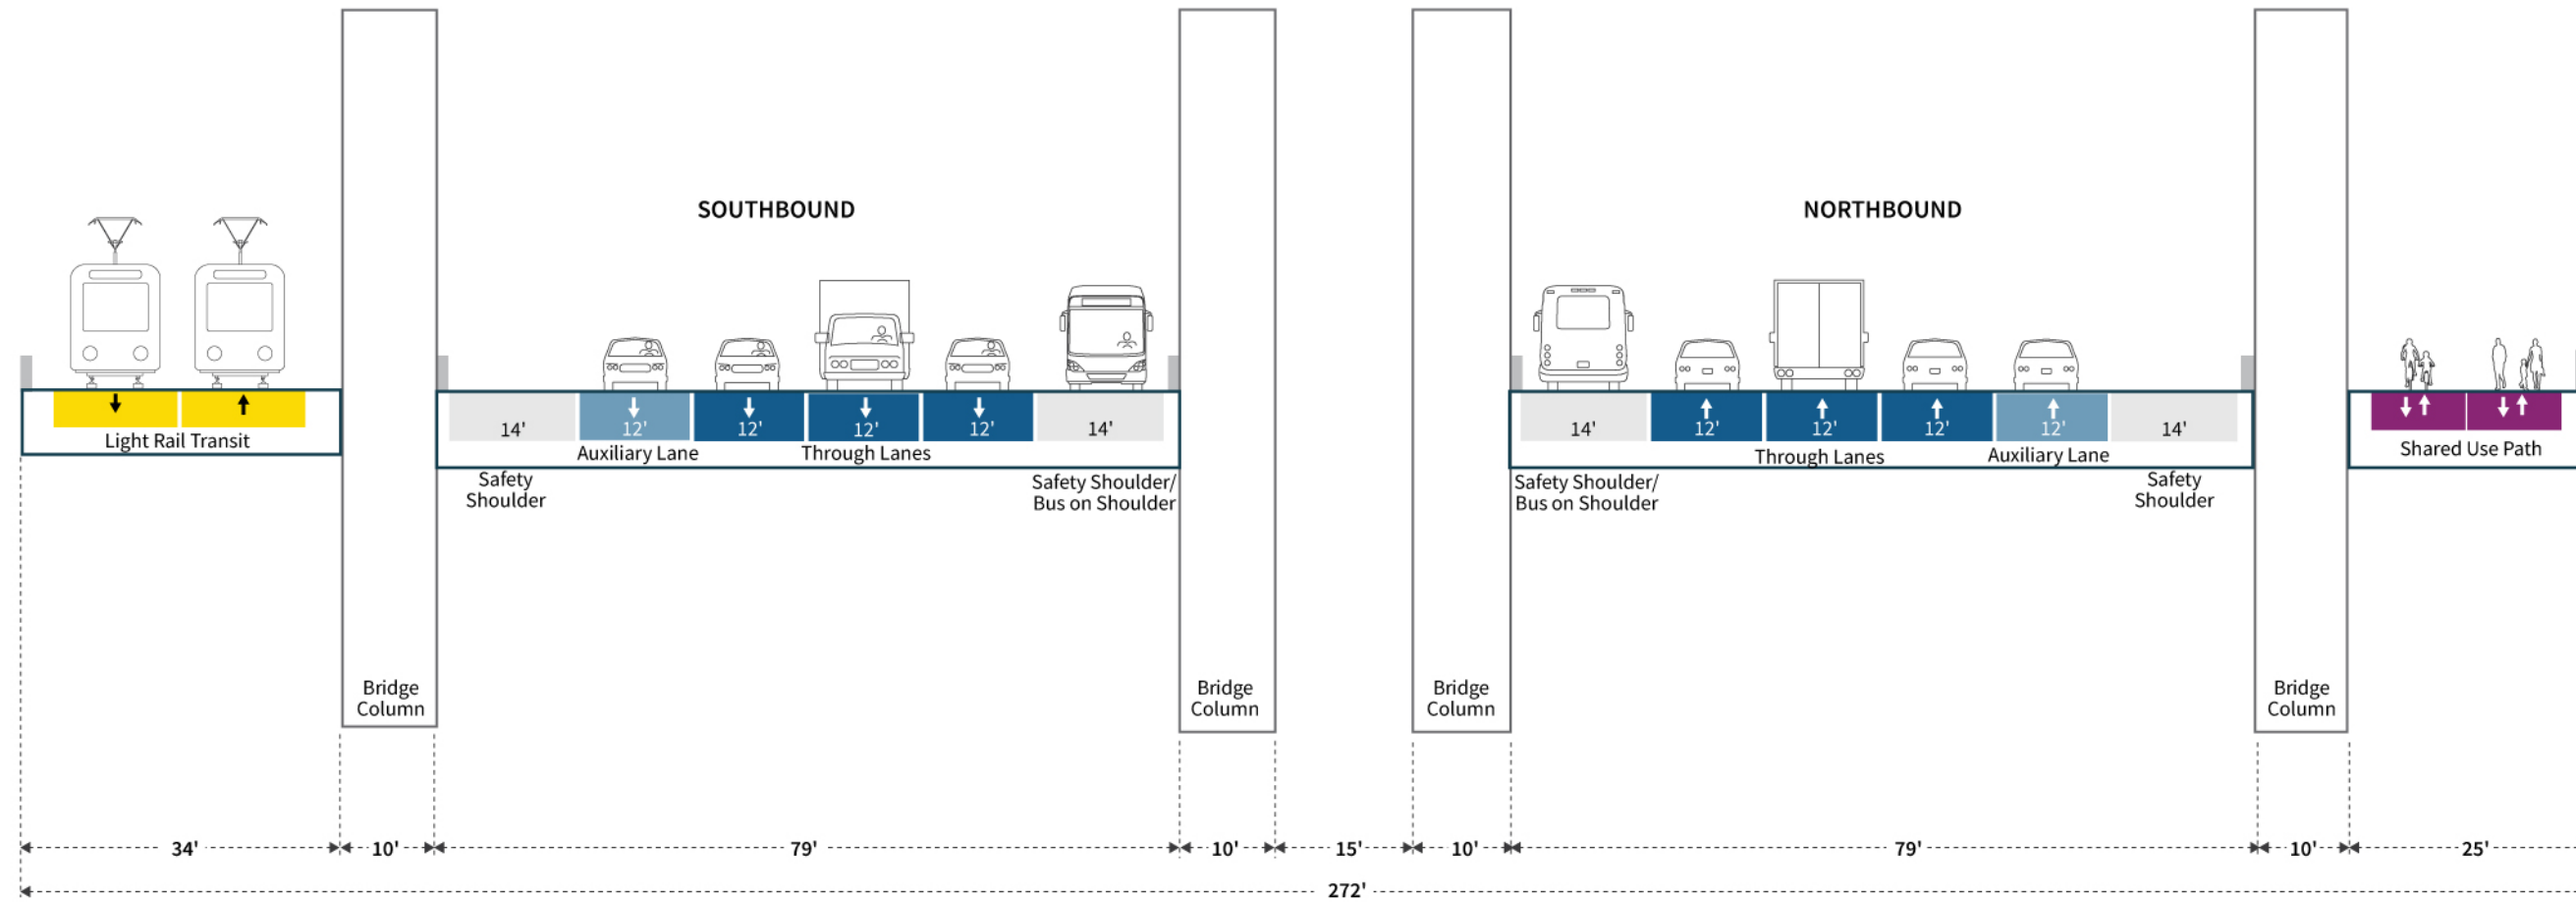 SOUTHBOUND
NORTHBOUND
14'
12'
12'
12'
12'
14'
14'
12'
12'
12'
12'
14'
Light Rail Transit
Auxiliary Lane
Through Lanes
Through Lanes
Auxiliary Lane
Shared Use Path
Safety
Shoulder
Safety Shoulder/
Bus on Shoulder
Safety Shoulder/
Bus on Shoulder
Safety
Shoulder
Bridge
Column
Bridge
Column
Bridge
Column
Bridge
Column
34'
10'
79'
10'
15'
10'
79'
10'
25'
272'